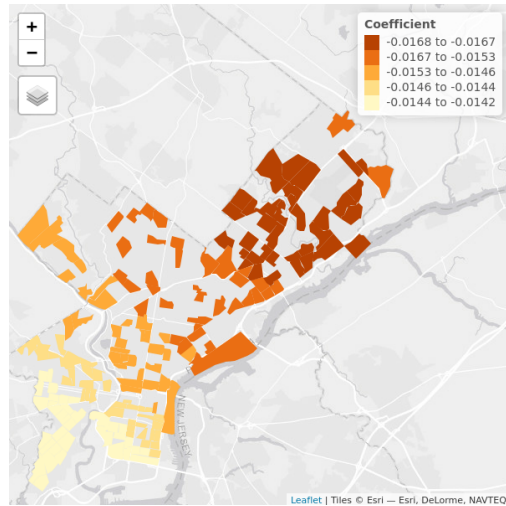 +
−
Coefficient
-0.0168 to -0.0167
-0.0167 to -0.0153
-0.0153 to -0.0146
-0.0146 to -0.0144
-0.0144 to -0.0142
NEW JERSEY
Leaflet | Tiles © Esri — Esri, DeLorme, NAVTEQ